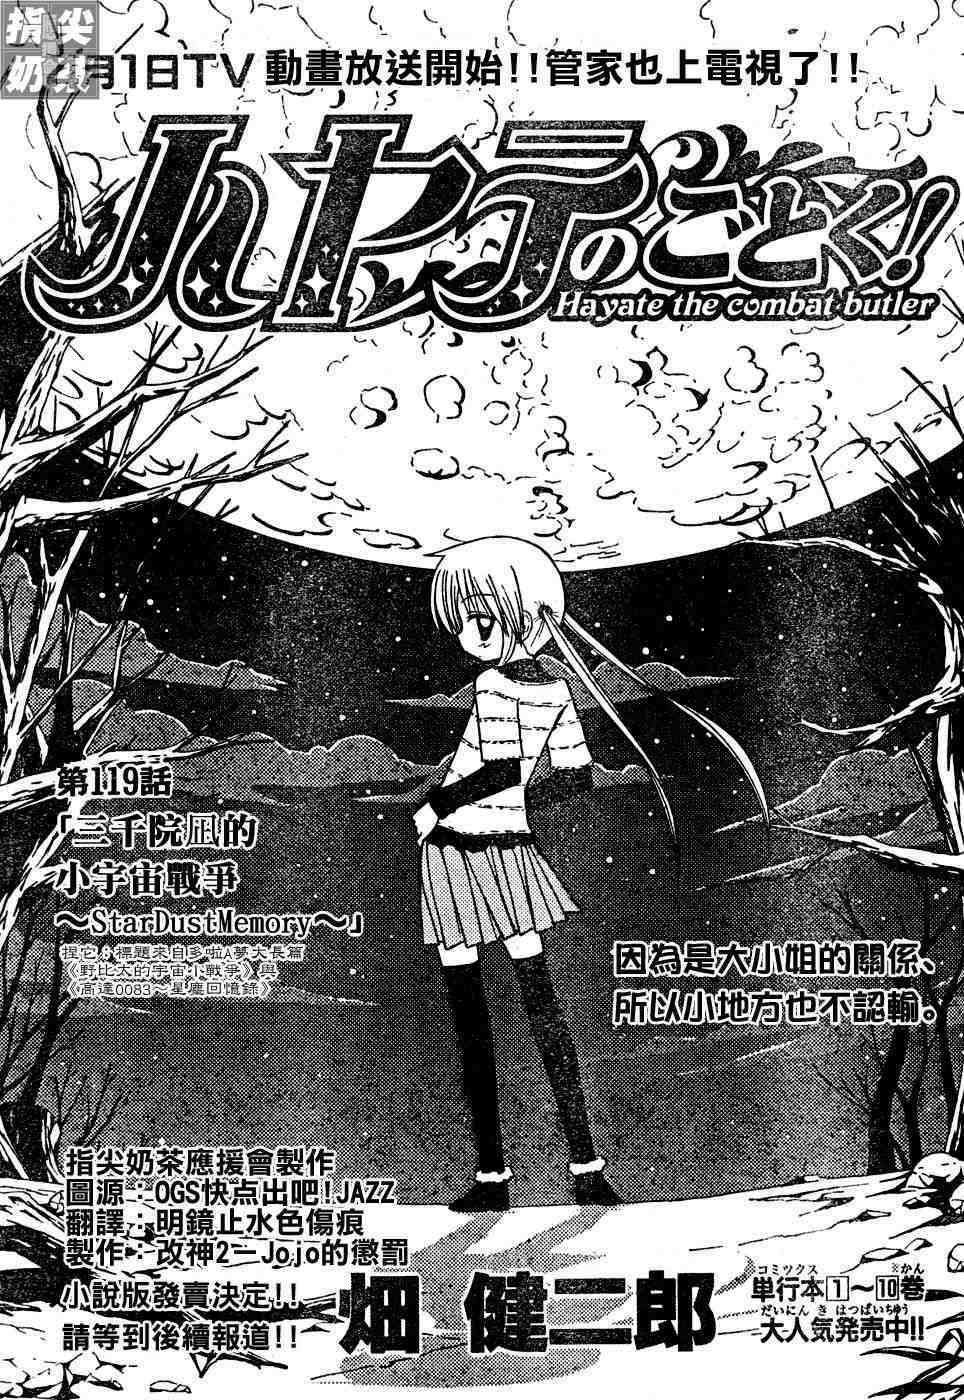 指尖
奶茶
4月1日TV 動畫放送開始!!管家也上電視了!!
ハヤテのごとく!
Hayate the combat butler
第119話
「三千院凪的
小宇宙戰爭
～StarDustMemory～」
捏它：標題來自多啦A夢大長篇
《野比太的宇宙小戰爭》與
《高達0083～星塵回憶錄》
因為是大小姐的關係、
所以小地方也不認輸。
指尖奶茶應援會製作
圖源：OGS快点出吧!JAZZ
翻譯：明鏡止水色傷痕
製作：改神2—Jojo的懲罰
小說版發賣決定!!
請等到後續報道!!
畑 健二郎
コミックス ※かん
単行本1～10巻
だいにんき はつばいちゅう
大人気発売中!!